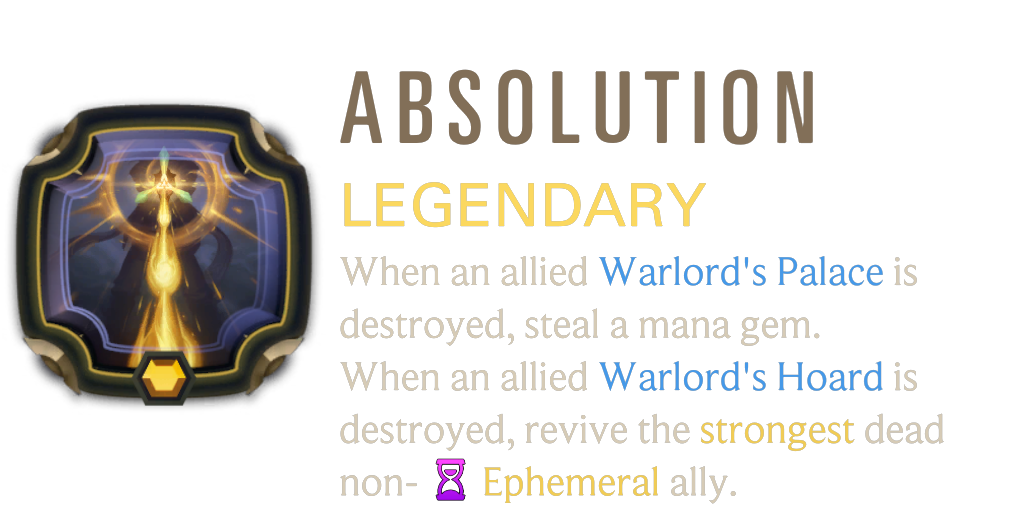 ABSOLUTION
LEGENDARY
When an allied Warlord's Palace is
destroyed, steal a mana gem.
When an allied Warlord's Hoard is
destroyed, revive the strongest dead
non- Ephemeral ally.